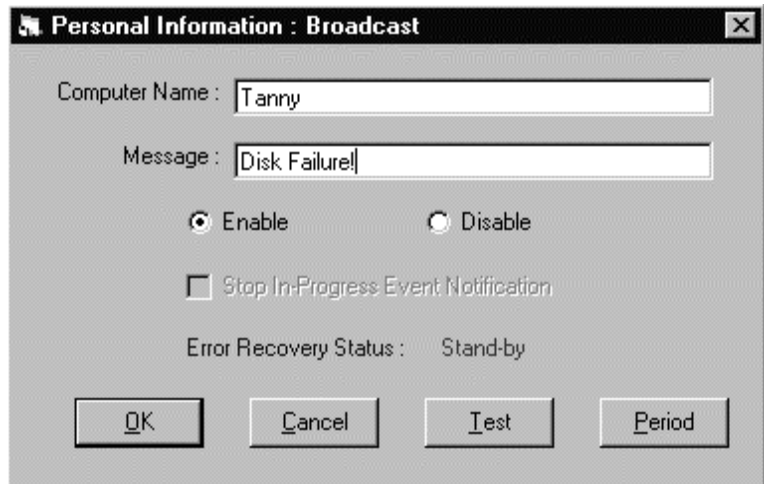 Personal Information : Broadcast
Computer Name : Tanny
Message : Disk Failure!
Enable Disable
Stop In-Progress Event Notification
Error Recovery Status : Stand-by
OK Cancel Test Period